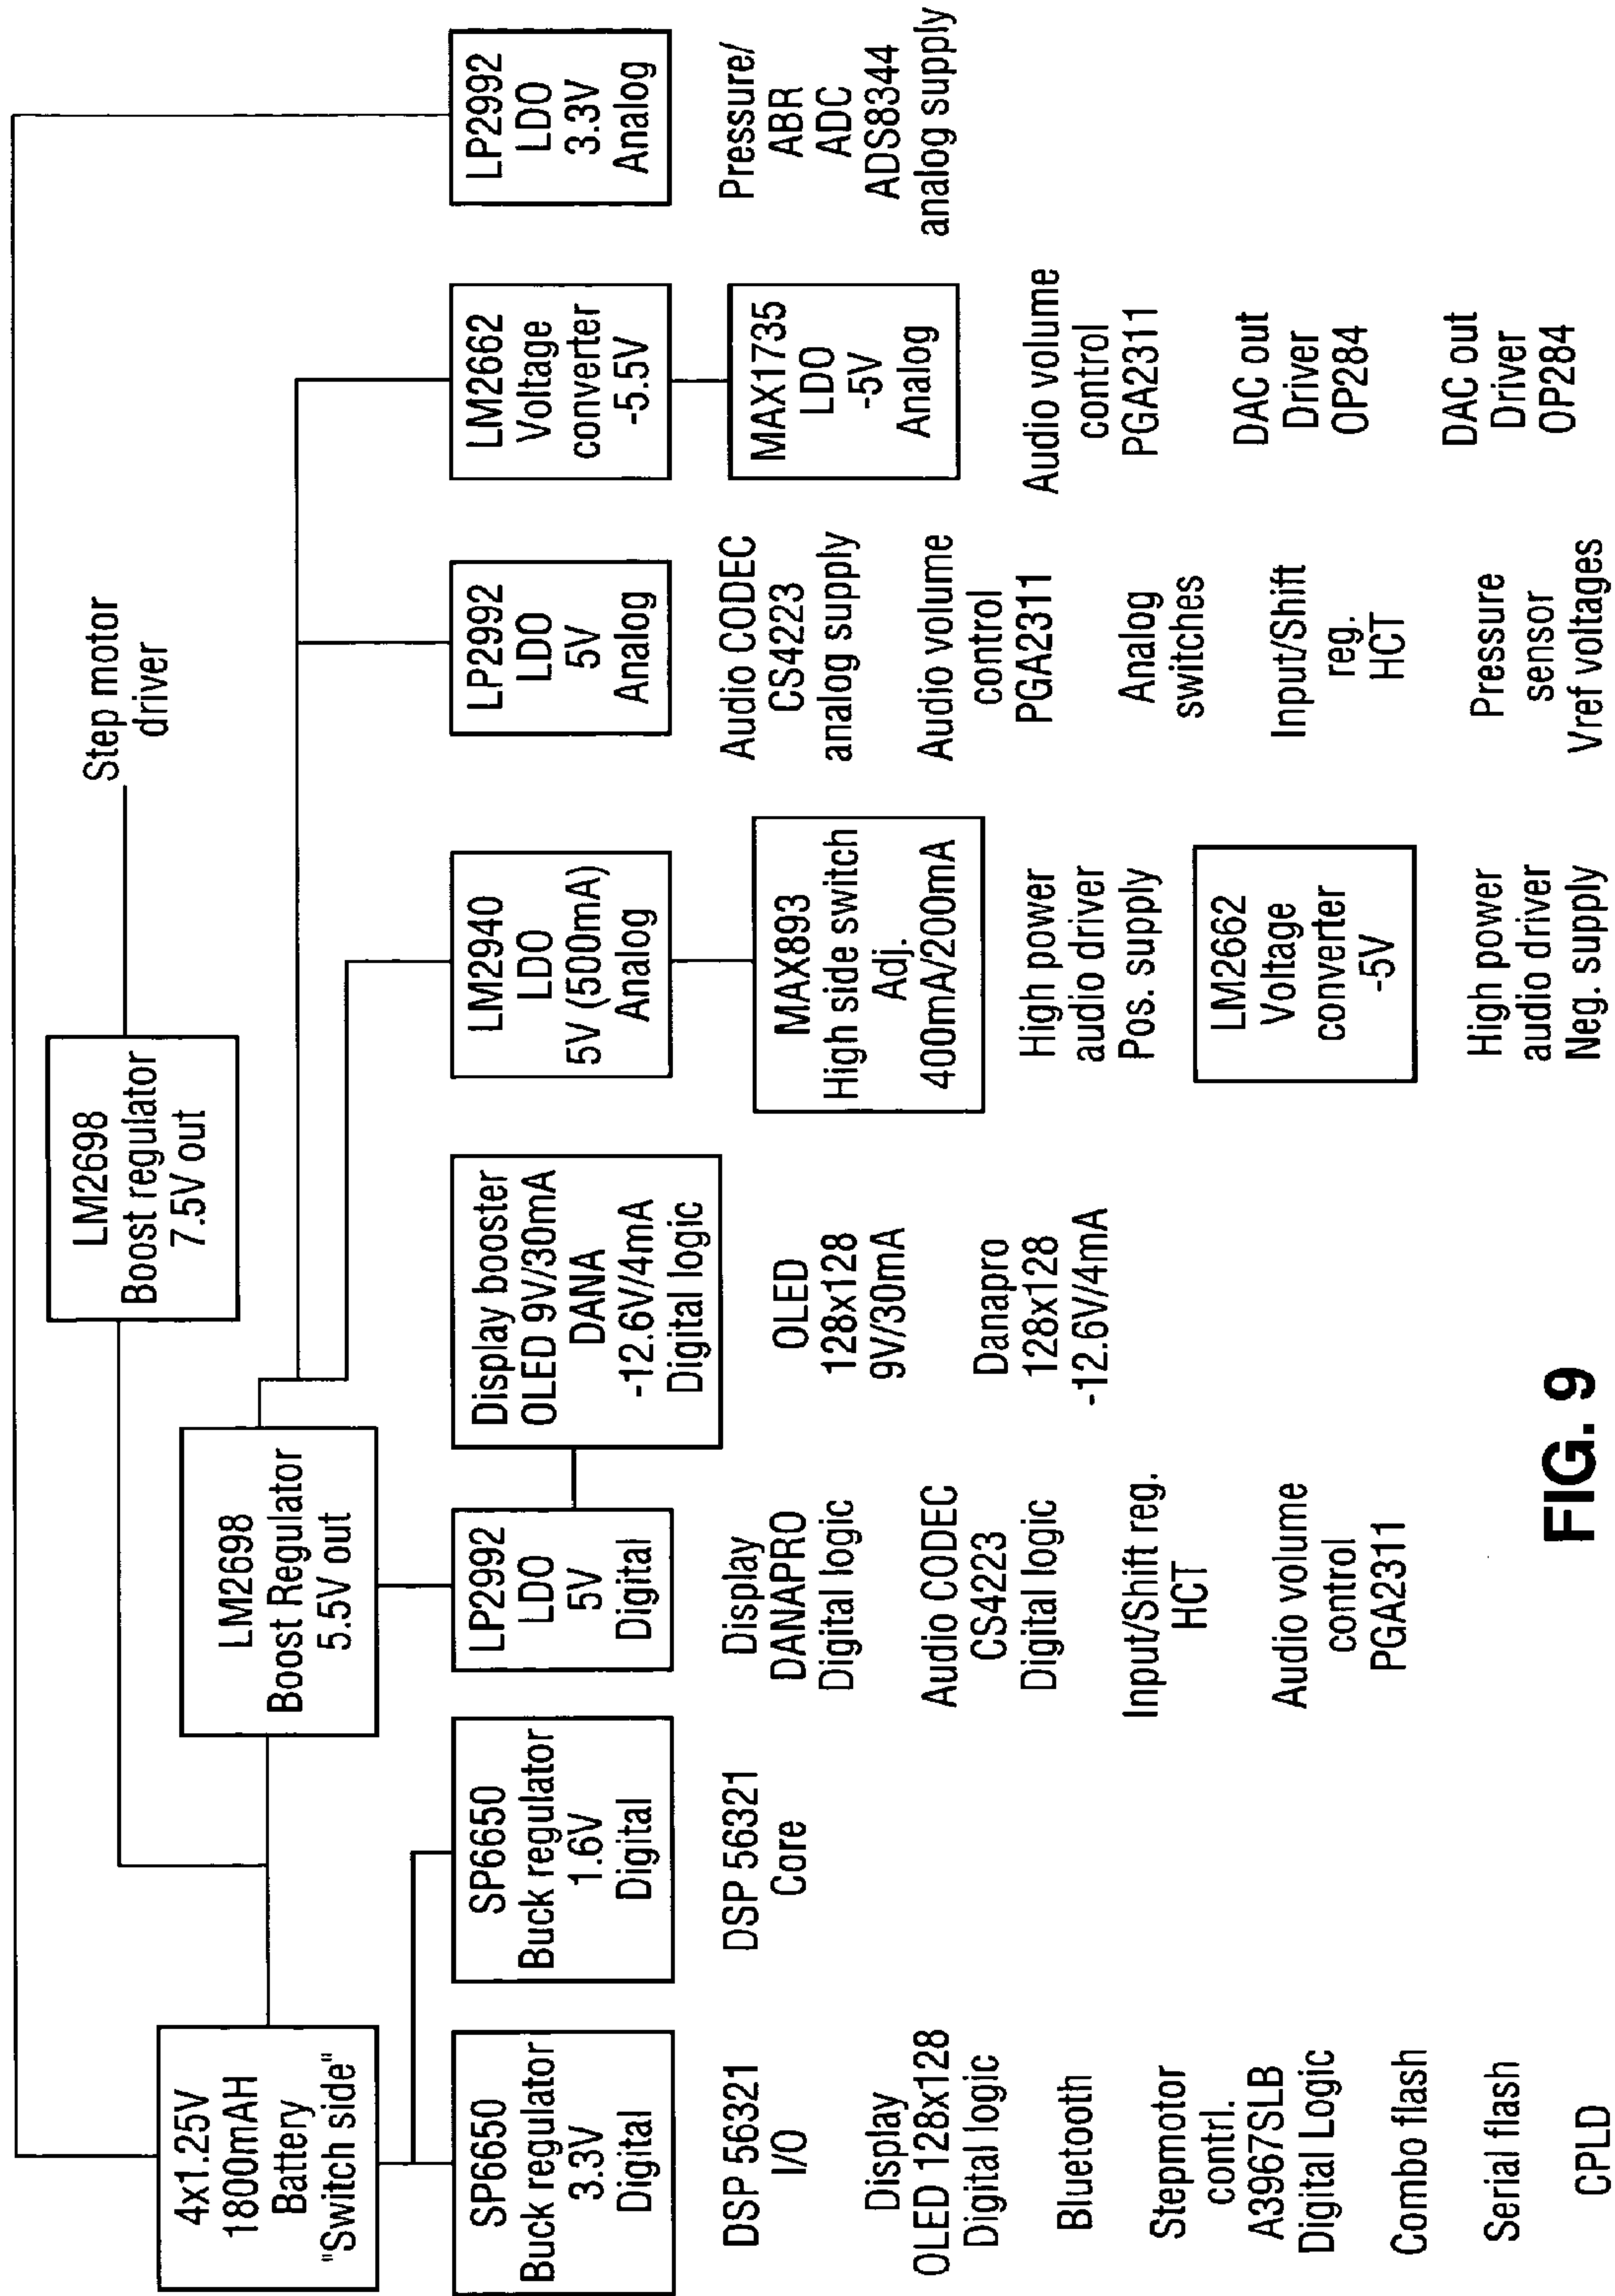 4x1.25V
1800mAH
Battery
"Switch side"
LM2698
Boost Regulator
5.5V out
LM2698
Boost regulator
7.5V out
Step motor
driver
SP6650
Buck regulator
3.3V
Digital
DSP 56321
I/O
Display
OLED 128x128
Digital logic
Bluetooth
Stepmotor
contrl.
A3967SLB
Digital Logic
Combo flash
Serial flash
CPLD
SP6650
Buck regulator
1.6V
Digital
DSP 56321
Core
LP2992
LDO
5V
Digital
Display
DANAPRO
Digital logic
Audio CODEC
CS4223
Digital logic
Input/Shift reg.
HCT
Audio volume
control
PGA2311
Display booster
OLED 9V/30mA
DANA
-12.6V/4mA
Digital logic
OLED
128x128
9V/30mA
Danapro
128x128
-12.6V/4mA
LM2940
LDO
5V (500mA)
Analog
MAX893
High side switch
Adj.
400mA/200mA
High power
audio driver
Pos. supply
LM2662
Voltage
converter
-5V
High power
audio driver
Neg. supply
LP2992
LDO
5V
Analog
Audio CODEC
CS4223
analog supply
Audio volume
control
PGA2311
Analog
switches
Input/Shift
reg.
HCT
Pressure
sensor
Vref voltages
LM2662
Voltage
converter
-5.5V
MAX1735
LDO
-5V
Analog
Audio volume
control
PGA2311
DAC out
Driver
OP284
DAC out
Driver
OP284
LP2992
LDO
3.3V
Analog
Pressure/
ABR
ADC
ADS8344
analog supply
FIG. 9